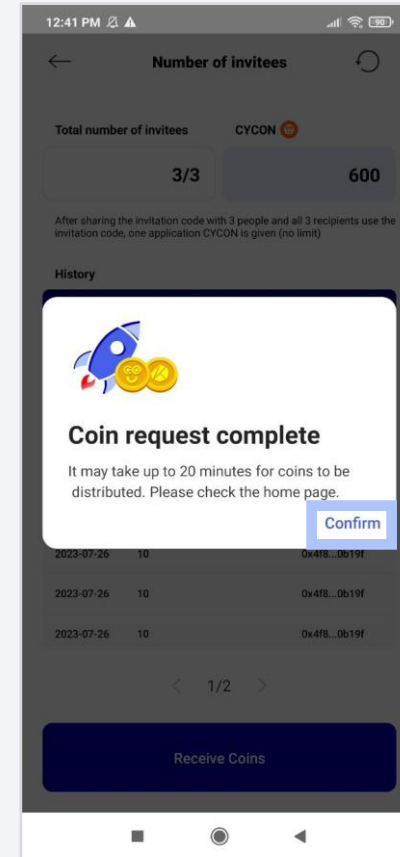 12:41 PM 90
Number of invitees
Total number of invitees CYCON
3/3 600
After sharing the invitation code with 3 people and all 3 recipients use the
invitation code, one application CYCON is given (no limit)
History
Coin request complete
It may take up to 20 minutes for coins to be
distributed. Please check the home page.
Confirm
2023-07-26 10 0x4f8...0b19f
2023-07-26 10 0x4f8...0b19f
2023-07-26 10 0x4f8...0b19f
< 1/2 >
Receive Coins